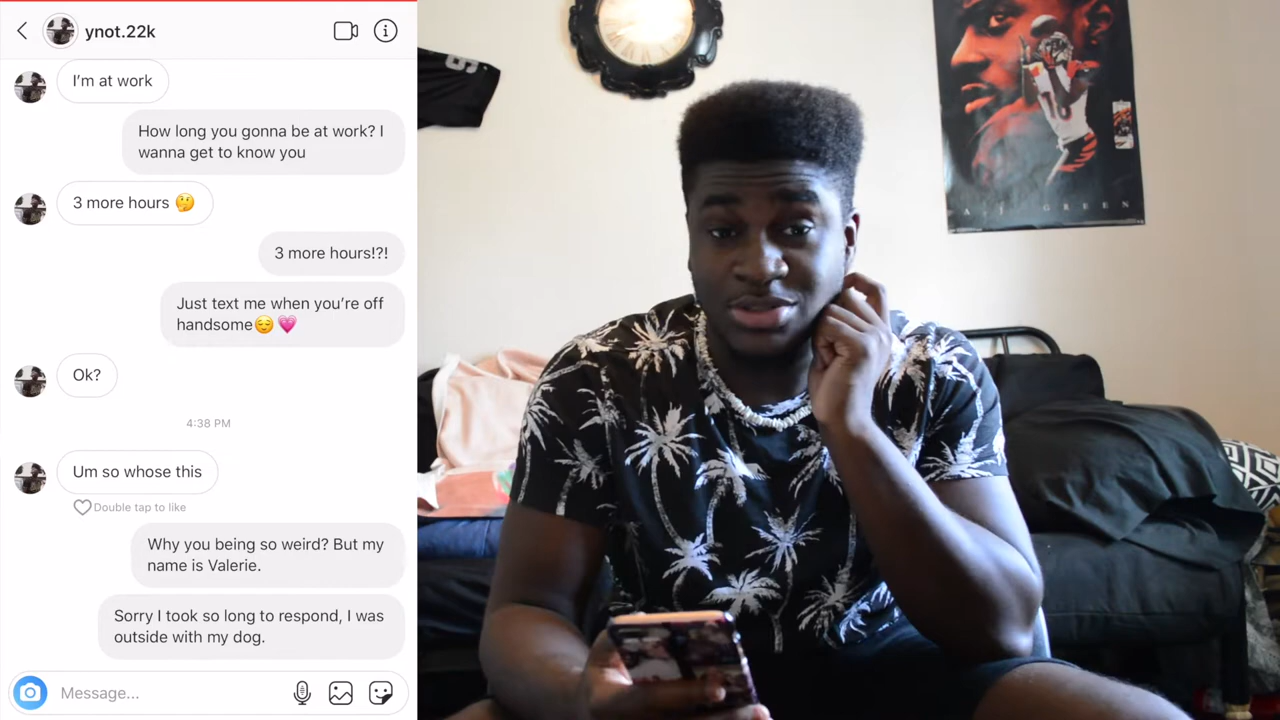 ynot.22k
I'm at work
How long you gonna be at work? I
wanna get to know you
3 more hours 🤔
3 more hours!?!
Just text me when you're off
handsome😌 💗
Ok?
4:38 PM
Um so whose this
Double tap to like
Why you being so weird? But my
name is Valerie.
Sorry I took so long to respond, I was
outside with my dog.
Message...
A.J. GREEN